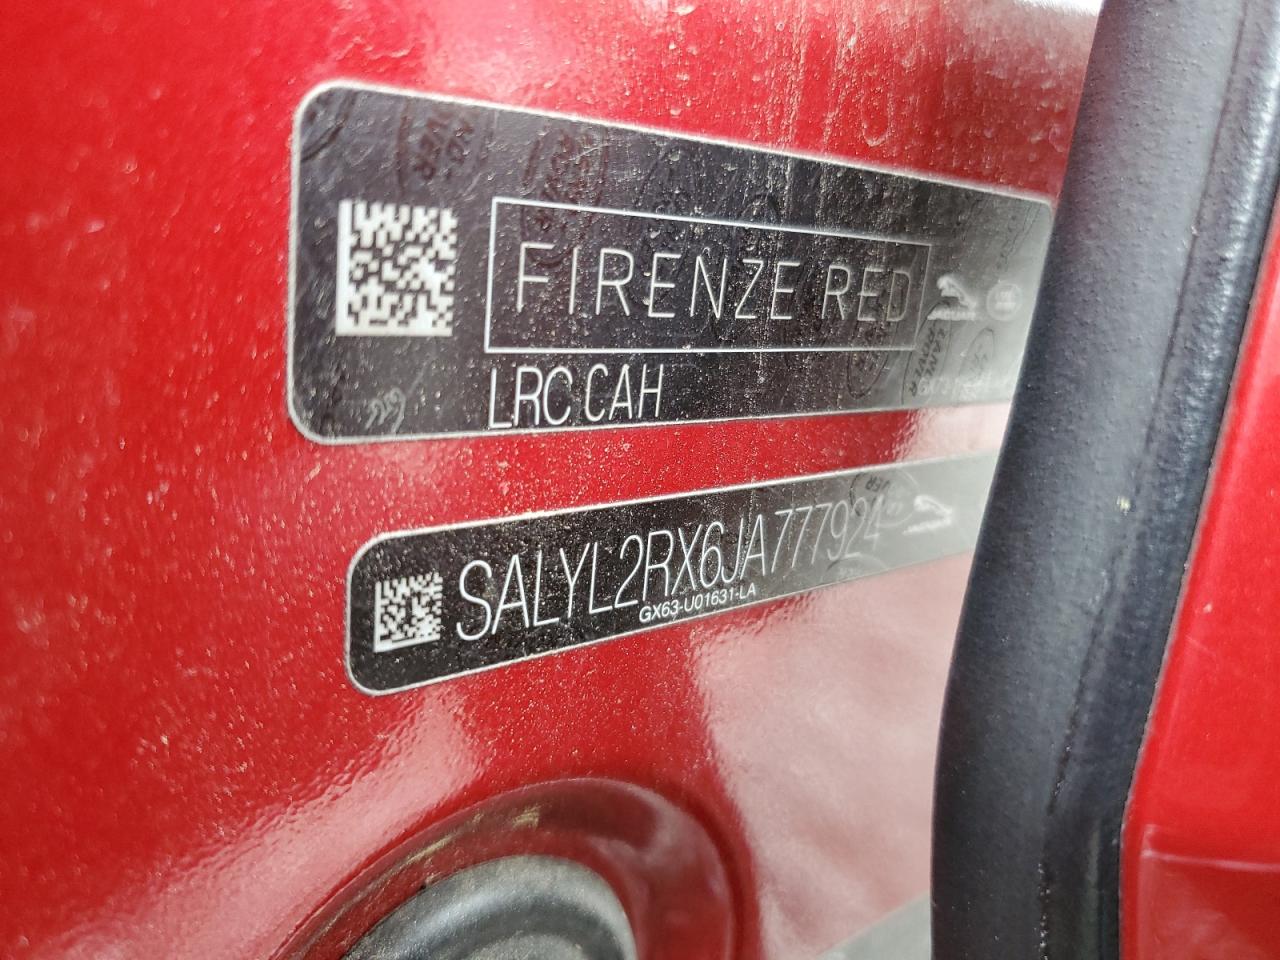 FIRENZE RED
LRC CAH
SALYL2RX6JA777924
GX63-U01631-LA